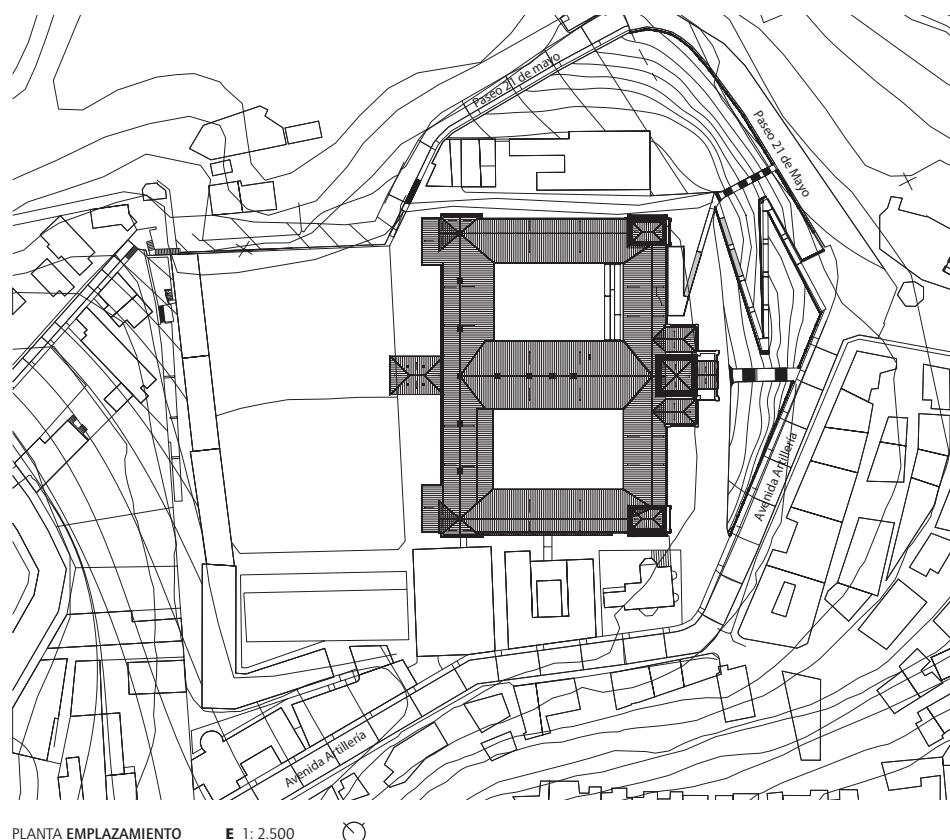 Paseo 21 de mayo
Paseo 21 de Mayo
Avenida Artillería
Avenida Artillería
PLANTA EMPLAZAMIENTO E 1: 2.500